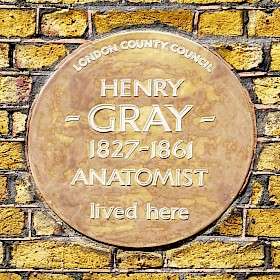 LONDON COUNTY COUNCIL
HENRY
- GRAY -
1827-1861
ANATOMIST
lived here